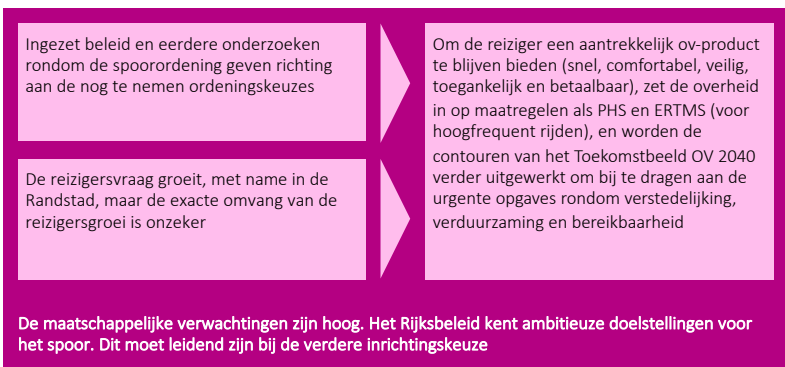 Ingezet beleid en eerdere onderzoeken
rondom de spoorordening geven richting
aan de nog te nemen ordeningskeuzes
De reizigersvraag groeit, met name in de
Randstad, maar de exacte omvang van de
reizigersgroei is onzeker
Om de reiziger een aantrekkelijk ov-product
te blijven bieden (snel, comfortabel, veilig,
toegankelijk en betaalbaar), zet de overheid
in op maatregelen als PHS en ERTMS (voor
hoogfrequent rijden), en worden de
contouren van het Toekomstbeeld OV 2040
verder uitgewerkt om bij te dragen aan de
urgente opgaves rondom verstedelijking,
verduurzaming en bereikbaarheid
De maatschappelijke verwachtingen zijn hoog. Het Rijksbeleid kent ambitieuze doelstellingen voor
het spoor. Dit moet leidend zijn bij de verdere inrichtingskeuze